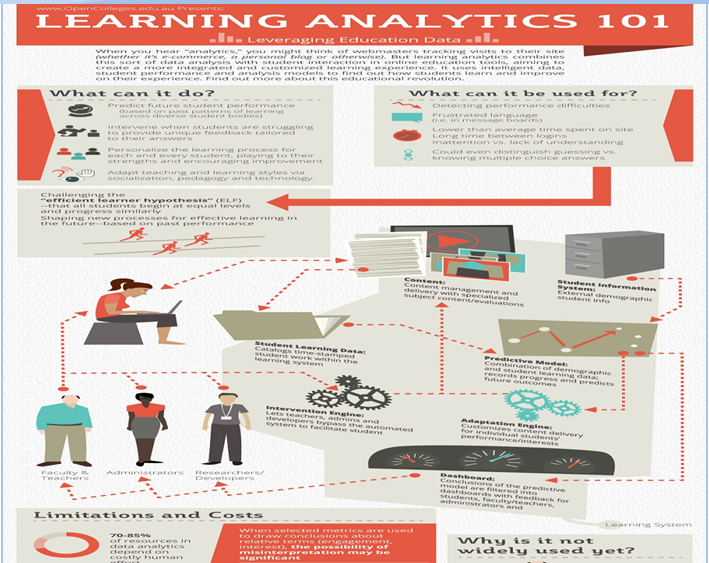 www.OpenColleges.edu.au Presents:
LEARNING ANALYTICS 101
Leveraging Education Data
When you hear "analytics," you might think of webmasters tracking visits to their site
(whether it's e-commerce, a personal blog or otherwise). But learning analytics combines
this sort of data analysis with student interaction in online education tools, aiming to
create a more integrated and customized learning experience. It uses intelligent data,
student performance and analysis models to find out how students learn and improve
on their experience. Find out more about this educational revolution.
What can it do?
Predict future student performance
(based on past patterns of learning
across diverse student bodies)
Intervene when students are struggling
to provide unique feedback tailored
to their answers
Personalize the learning process for
each and every student, playing to their
strengths and encouraging improvement
Adapt teaching and learning styles via
socialization, pedagogy and technology
What can it be used for?
Detecting performance difficulties
Frustrated language
(i.e. in message boards)
Lower than average time spent on site
Long time between logins
Inattention vs. lack of understanding
Could even distinguish guessing vs.
knowing multiple choice answers
Challenging the
"efficient learner hypothesis" (ELF)
--that all students begin at equal levels
and progress similarly
Shaping new processes for effective learning in
the future--based on past performance
Content:
Content management and
delivery with specialized
subject content/evaluations
Student Information
System:
External demographic
student info
Student Learning Data:
Catalogs time-stamped
student work within the
learning system
Predictive Model:
Combination of demographic
and student learning data;
records progress and predicts
future outcomes
Intervention Engine:
Lets teachers, admins and
developers bypass the automated
system to facilitate student
Adaptation Engine:
Customizes content delivery
for individual students'
performance/interests
Faculty &
Teachers
Administrators
Researchers/
Developers
Dashboard:
Conclusions of the predictive
model are filtered into
dashboards with feedback for
students, faculty/teachers,
administrators and
Learning System
Limitations and Costs
70-85%
of resources in
data analytics
depend on
costly human
effort
When selected metrics are used
to draw conclusions about
relative terms (engagement,
interest), the possibility of
misinterpretation may be
significant
Why is it not
widely used yet?